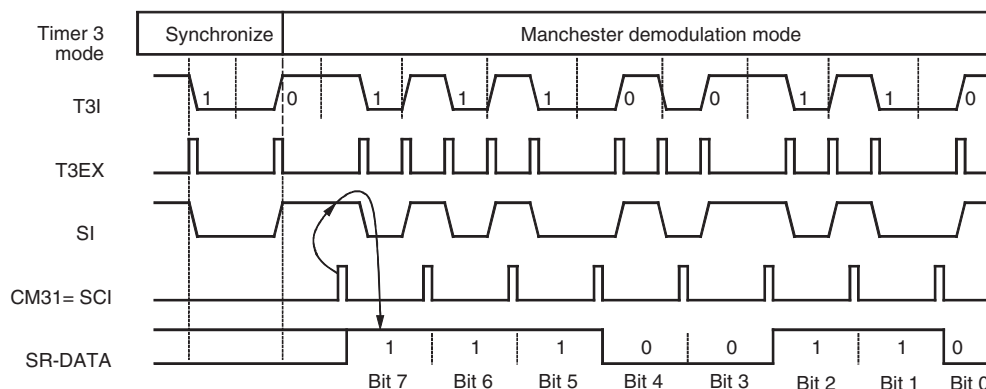 Timer 3 mode Synchronize Manchester demodulation mode
T3I 1 0 1 1 1 0 0 1 1 0
T3EX
SI
CM31= SCI
SR-DATA 1 1 1 0 0 1 1 0
Bit 7 Bit 6 Bit 5 Bit 4 Bit 3 Bit 2 Bit 1 Bit 0